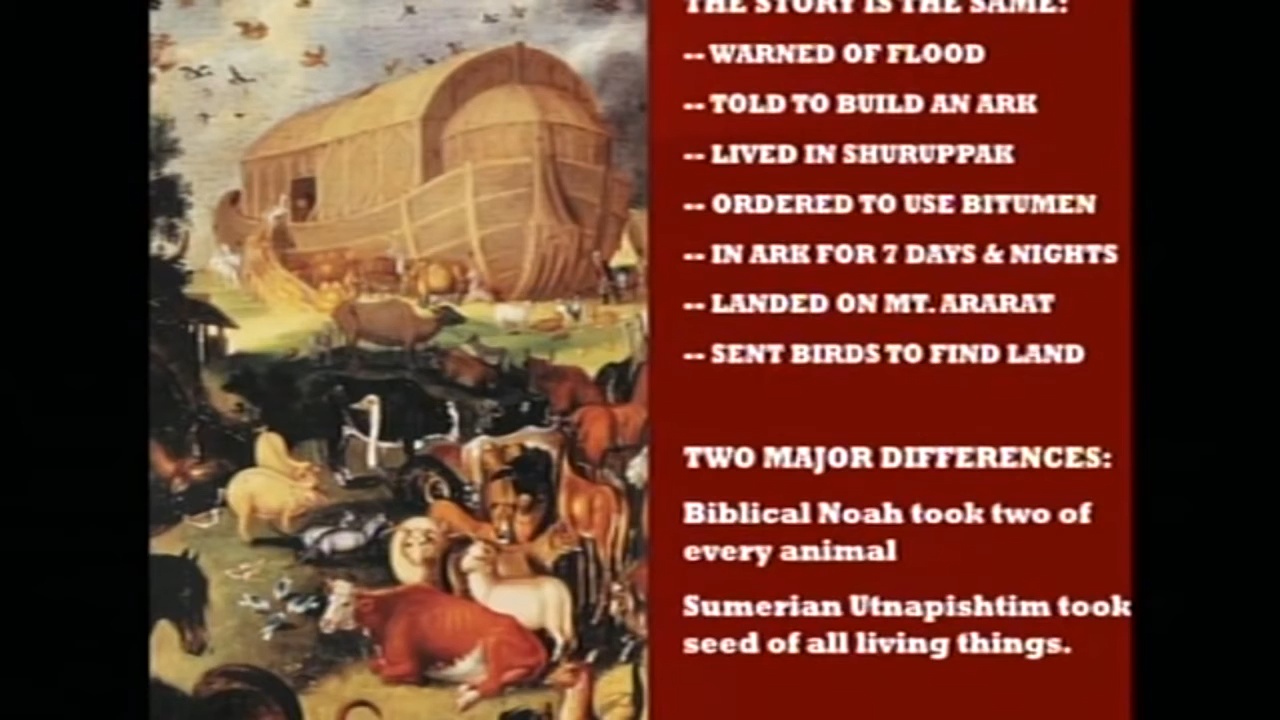 THE STORY IS THE SAME:
-- WARNED OF FLOOD
-- TOLD TO BUILD AN ARK
-- LIVED IN SHURUPPAK
-- ORDERED TO USE BITUMEN
-- IN ARK FOR 7 DAYS & NIGHTS
-- LANDED ON MT. ARARAT
-- SENT BIRDS TO FIND LAND
TWO MAJOR DIFFERENCES:
Biblical Noah took two of
every animal
Sumerian Utnapishtim took
seed of all living things.